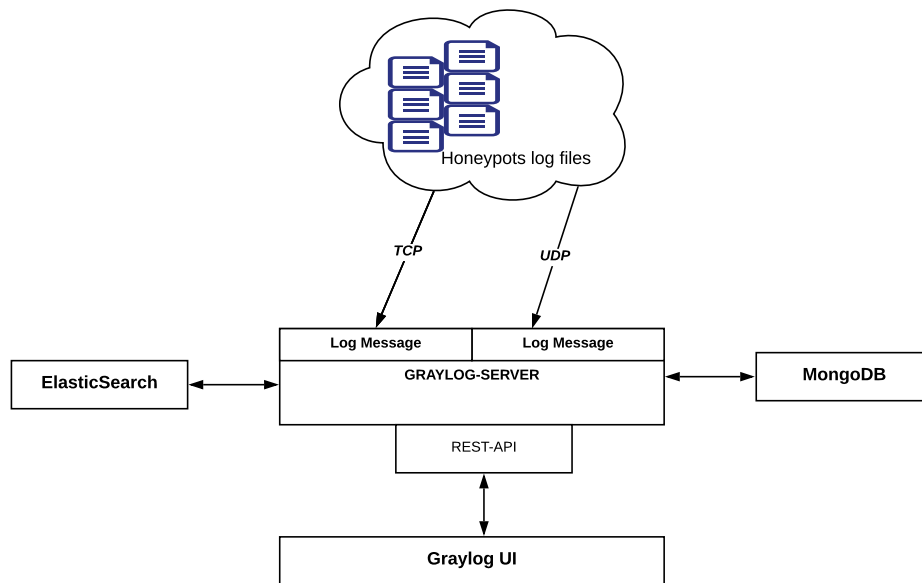 Honeypots log files
TCP
UDP
Log Message
Log Message
GRAYLOG-SERVER
ElasticSearch
MongoDB
REST-API
Graylog UI